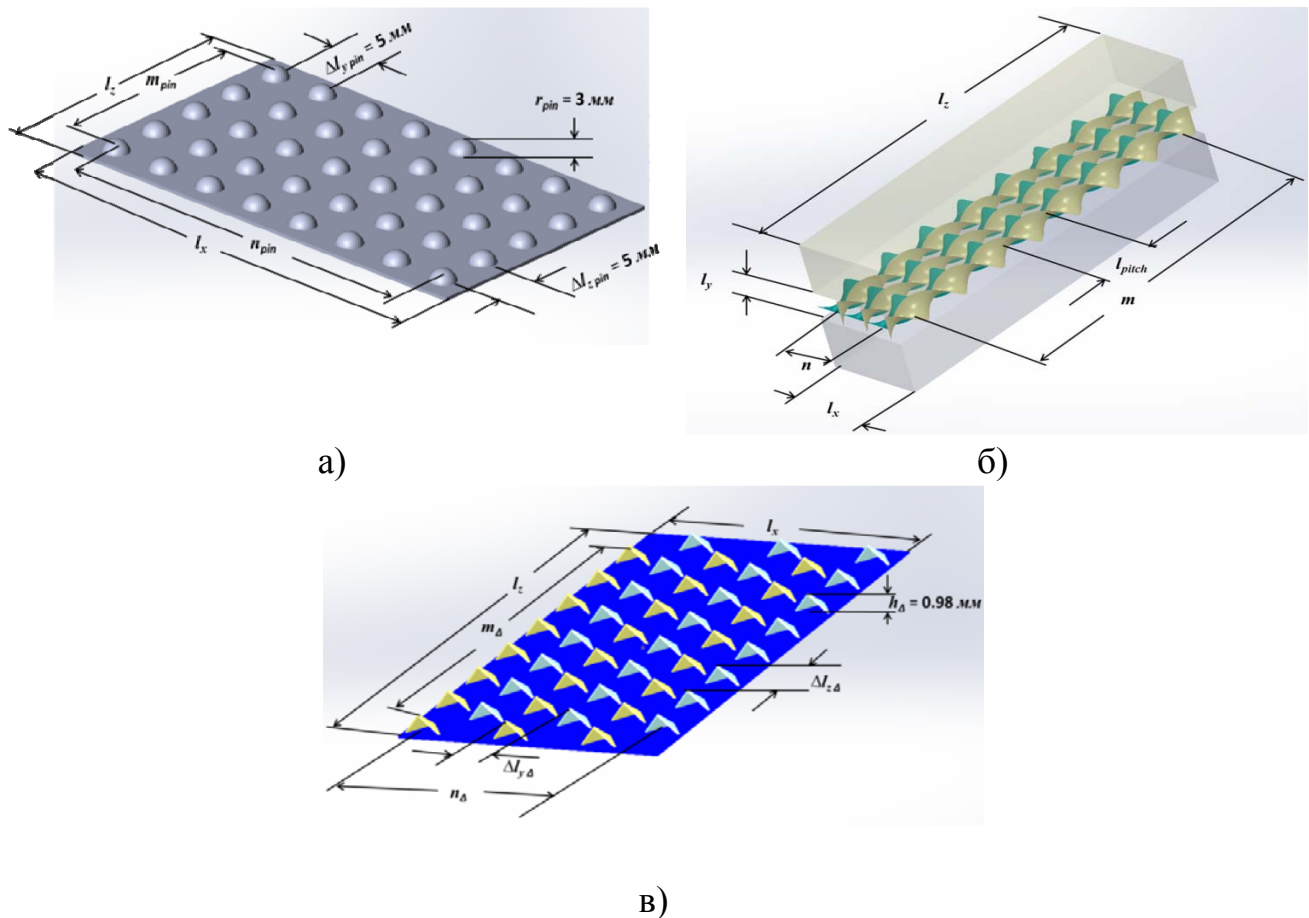 l_z
m_pin
Δl_y pin = 5 мм
r_pin = 3 мм
n_pin
l_x
Δl_z pin = 5 мм
а)
l_z
l_y
l_pitch
m
n
l_x
б)
l_x
l_z
m_Δ
h_Δ = 0.98 мм
Δl_z Δ
Δl_y Δ
n_Δ
в)